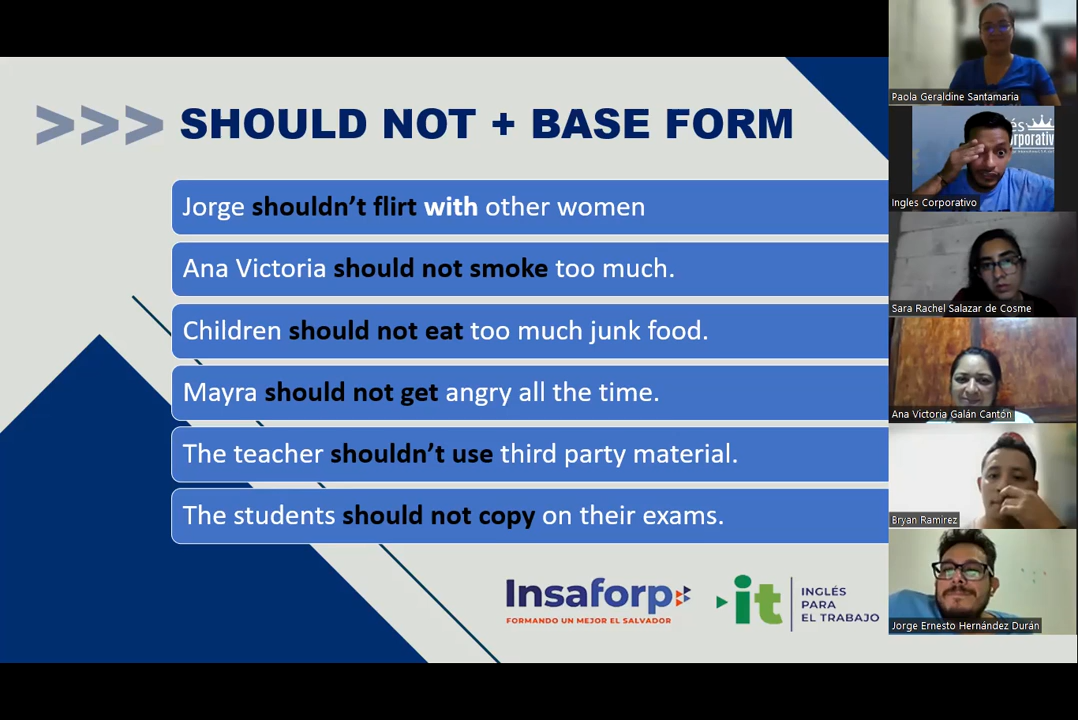 >>> SHOULD NOT + BASE FORM
Jorge shouldn't flirt with other women
Ana Victoria should not smoke too much.
Children should not eat too much junk food.
Mayra should not get angry all the time.
The teacher shouldn't use third party material.
The students should not copy on their exams.
Insaforp
FORMANDO UN MEJOR EL SALVADOR
it
INGLÉS
PARA
EL TRABAJO
Paola Geraldine Santamaria
Ingles Corporativo
Sara Rachel Salazar de Cosme
Ana Victoria Galán Cantón
Bryan Ramirez
Jorge Ernesto Hernández Durán